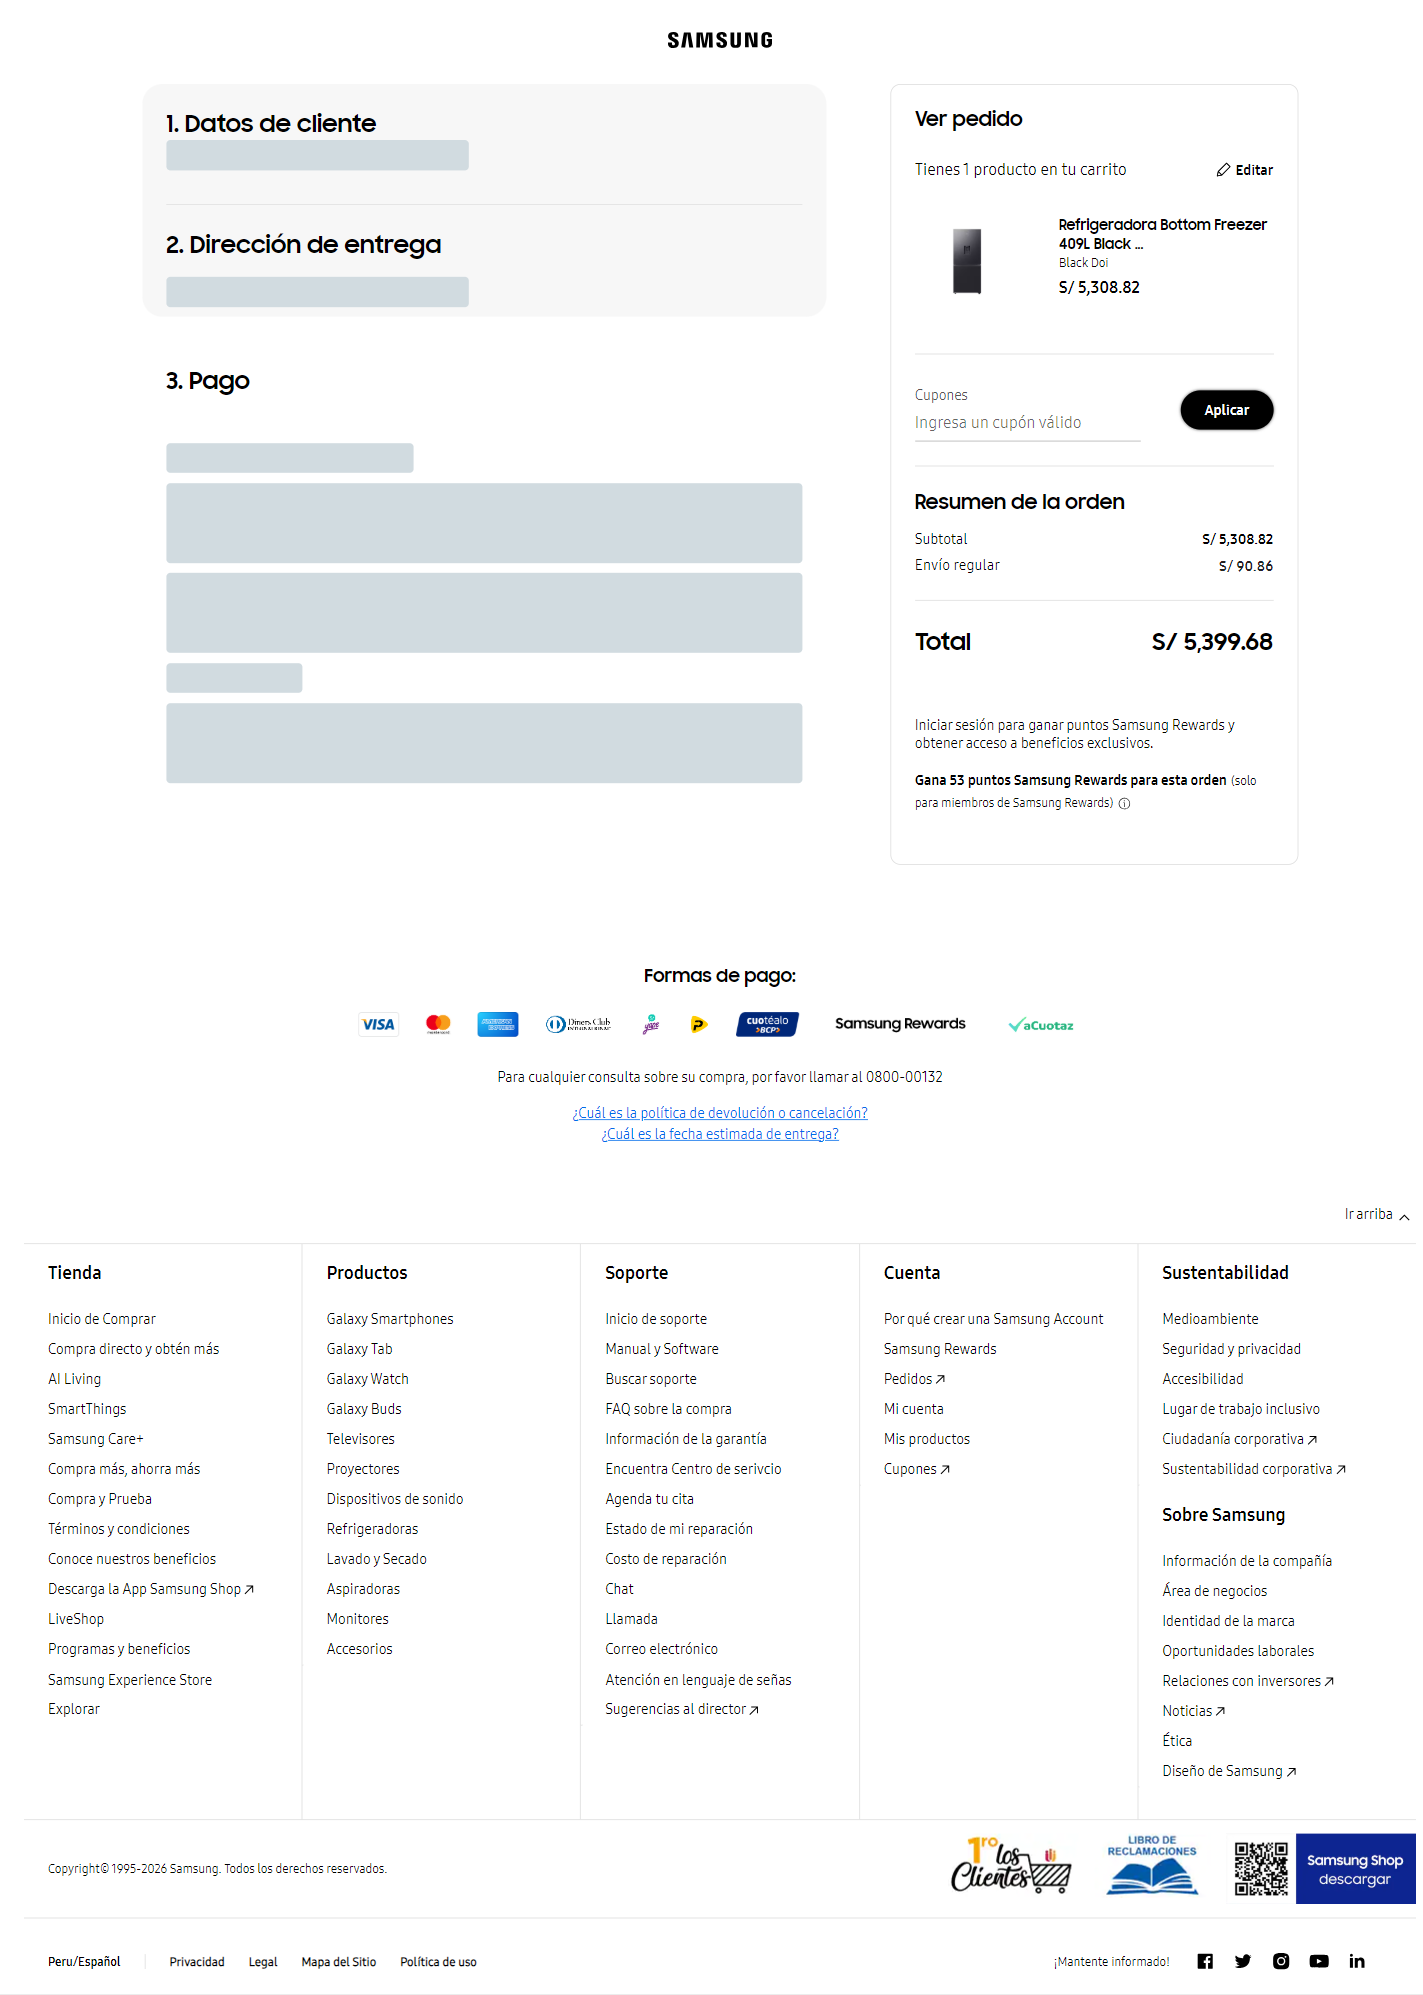 SAMSUNG
1. Datos de cliente
2. Dirección de entrega
3. Pago
Ver pedido
Tienes 1 producto en tu carrito
Editar
Refrigeradora Bottom Freezer
409L Black ...
Black Doi
S/ 5,308.82
Cupones
Ingresa un cupón válido
Aplicar
Resumen de la orden
Subtotal S/ 5,308.82
Envío regular S/ 90.86
Total S/ 5,399.68
Iniciar sesión para ganar puntos Samsung Rewards y
obtener acceso a beneficios exclusivos.
Gana 53 puntos Samsung Rewards para esta orden (solo
para miembros de Samsung Rewards)
Formas de pago:
VISA mastercard AMERICAN EXPRESS Diners Club INTERNATIONAL yape P cuotéalo BCP Samsung Rewards aCuotaz
Para cualquier consulta sobre su compra, por favor llamar al 0800-00132
¿Cuál es la política de devolución o cancelación?
¿Cuál es la fecha estimada de entrega?
Ir arriba
Tienda
Inicio de Comprar
Compra directo y obtén más
AI Living
SmartThings
Samsung Care+
Compra más, ahorra más
Compra y Prueba
Términos y condiciones
Conoce nuestros beneficios
Descarga la App Samsung Shop
LiveShop
Programas y beneficios
Samsung Experience Store
Explorar
Productos
Galaxy Smartphones
Galaxy Tab
Galaxy Watch
Galaxy Buds
Televisores
Proyectores
Dispositivos de sonido
Refrigeradoras
Lavado y Secado
Aspiradoras
Monitores
Accesorios
Soporte
Inicio de soporte
Manual y Software
Buscar soporte
FAQ sobre la compra
Información de la garantía
Encuentra Centro de serivcio
Agenda tu cita
Estado de mi reparación
Costo de reparación
Chat
Llamada
Correo electrónico
Atención en lenguaje de señas
Sugerencias al director
Cuenta
Por qué crear una Samsung Account
Samsung Rewards
Pedidos
Mi cuenta
Mis productos
Cupones
Sustentabilidad
Medioambiente
Seguridad y privacidad
Accesibilidad
Lugar de trabajo inclusivo
Ciudadanía corporativa
Sustentabilidad corporativa
Sobre Samsung
Información de la compañía
Área de negocios
Identidad de la marca
Oportunidades laborales
Relaciones con inversores
Noticias
Ética
Diseño de Samsung
Copyright© 1995-2026 Samsung. Todos los derechos reservados.
1ro los Clientes
LIBRO DE
RECLAMACIONES
Samsung Shop
descargar
Peru/Español
Privacidad
Legal
Mapa del Sitio
Política de uso
¡Mantente informado!